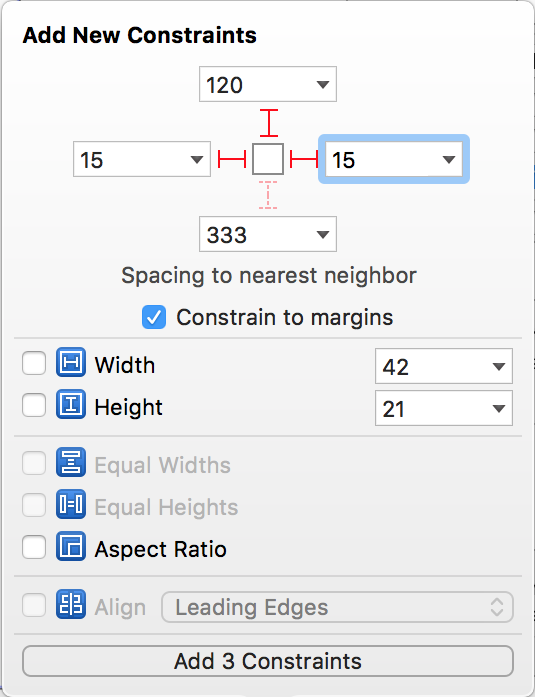 Add New Constraints
120
15 15
333
Spacing to nearest neighbor
Constrain to margins
Width 42
Height 21
Equal Widths
Equal Heights
Aspect Ratio
Align Leading Edges
Add 3 Constraints